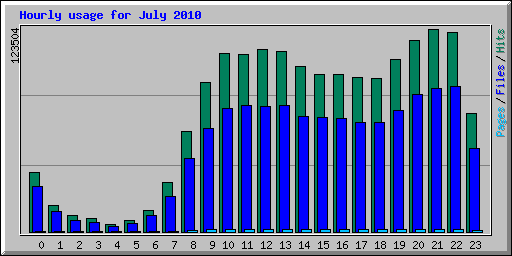 Hourly usage for July 2010
123504
Pages / Files / Hits
0 1 2 3 4 5 6 7 8 9 10 11 12 13 14 15 16 17 18 19 20 21 22 23